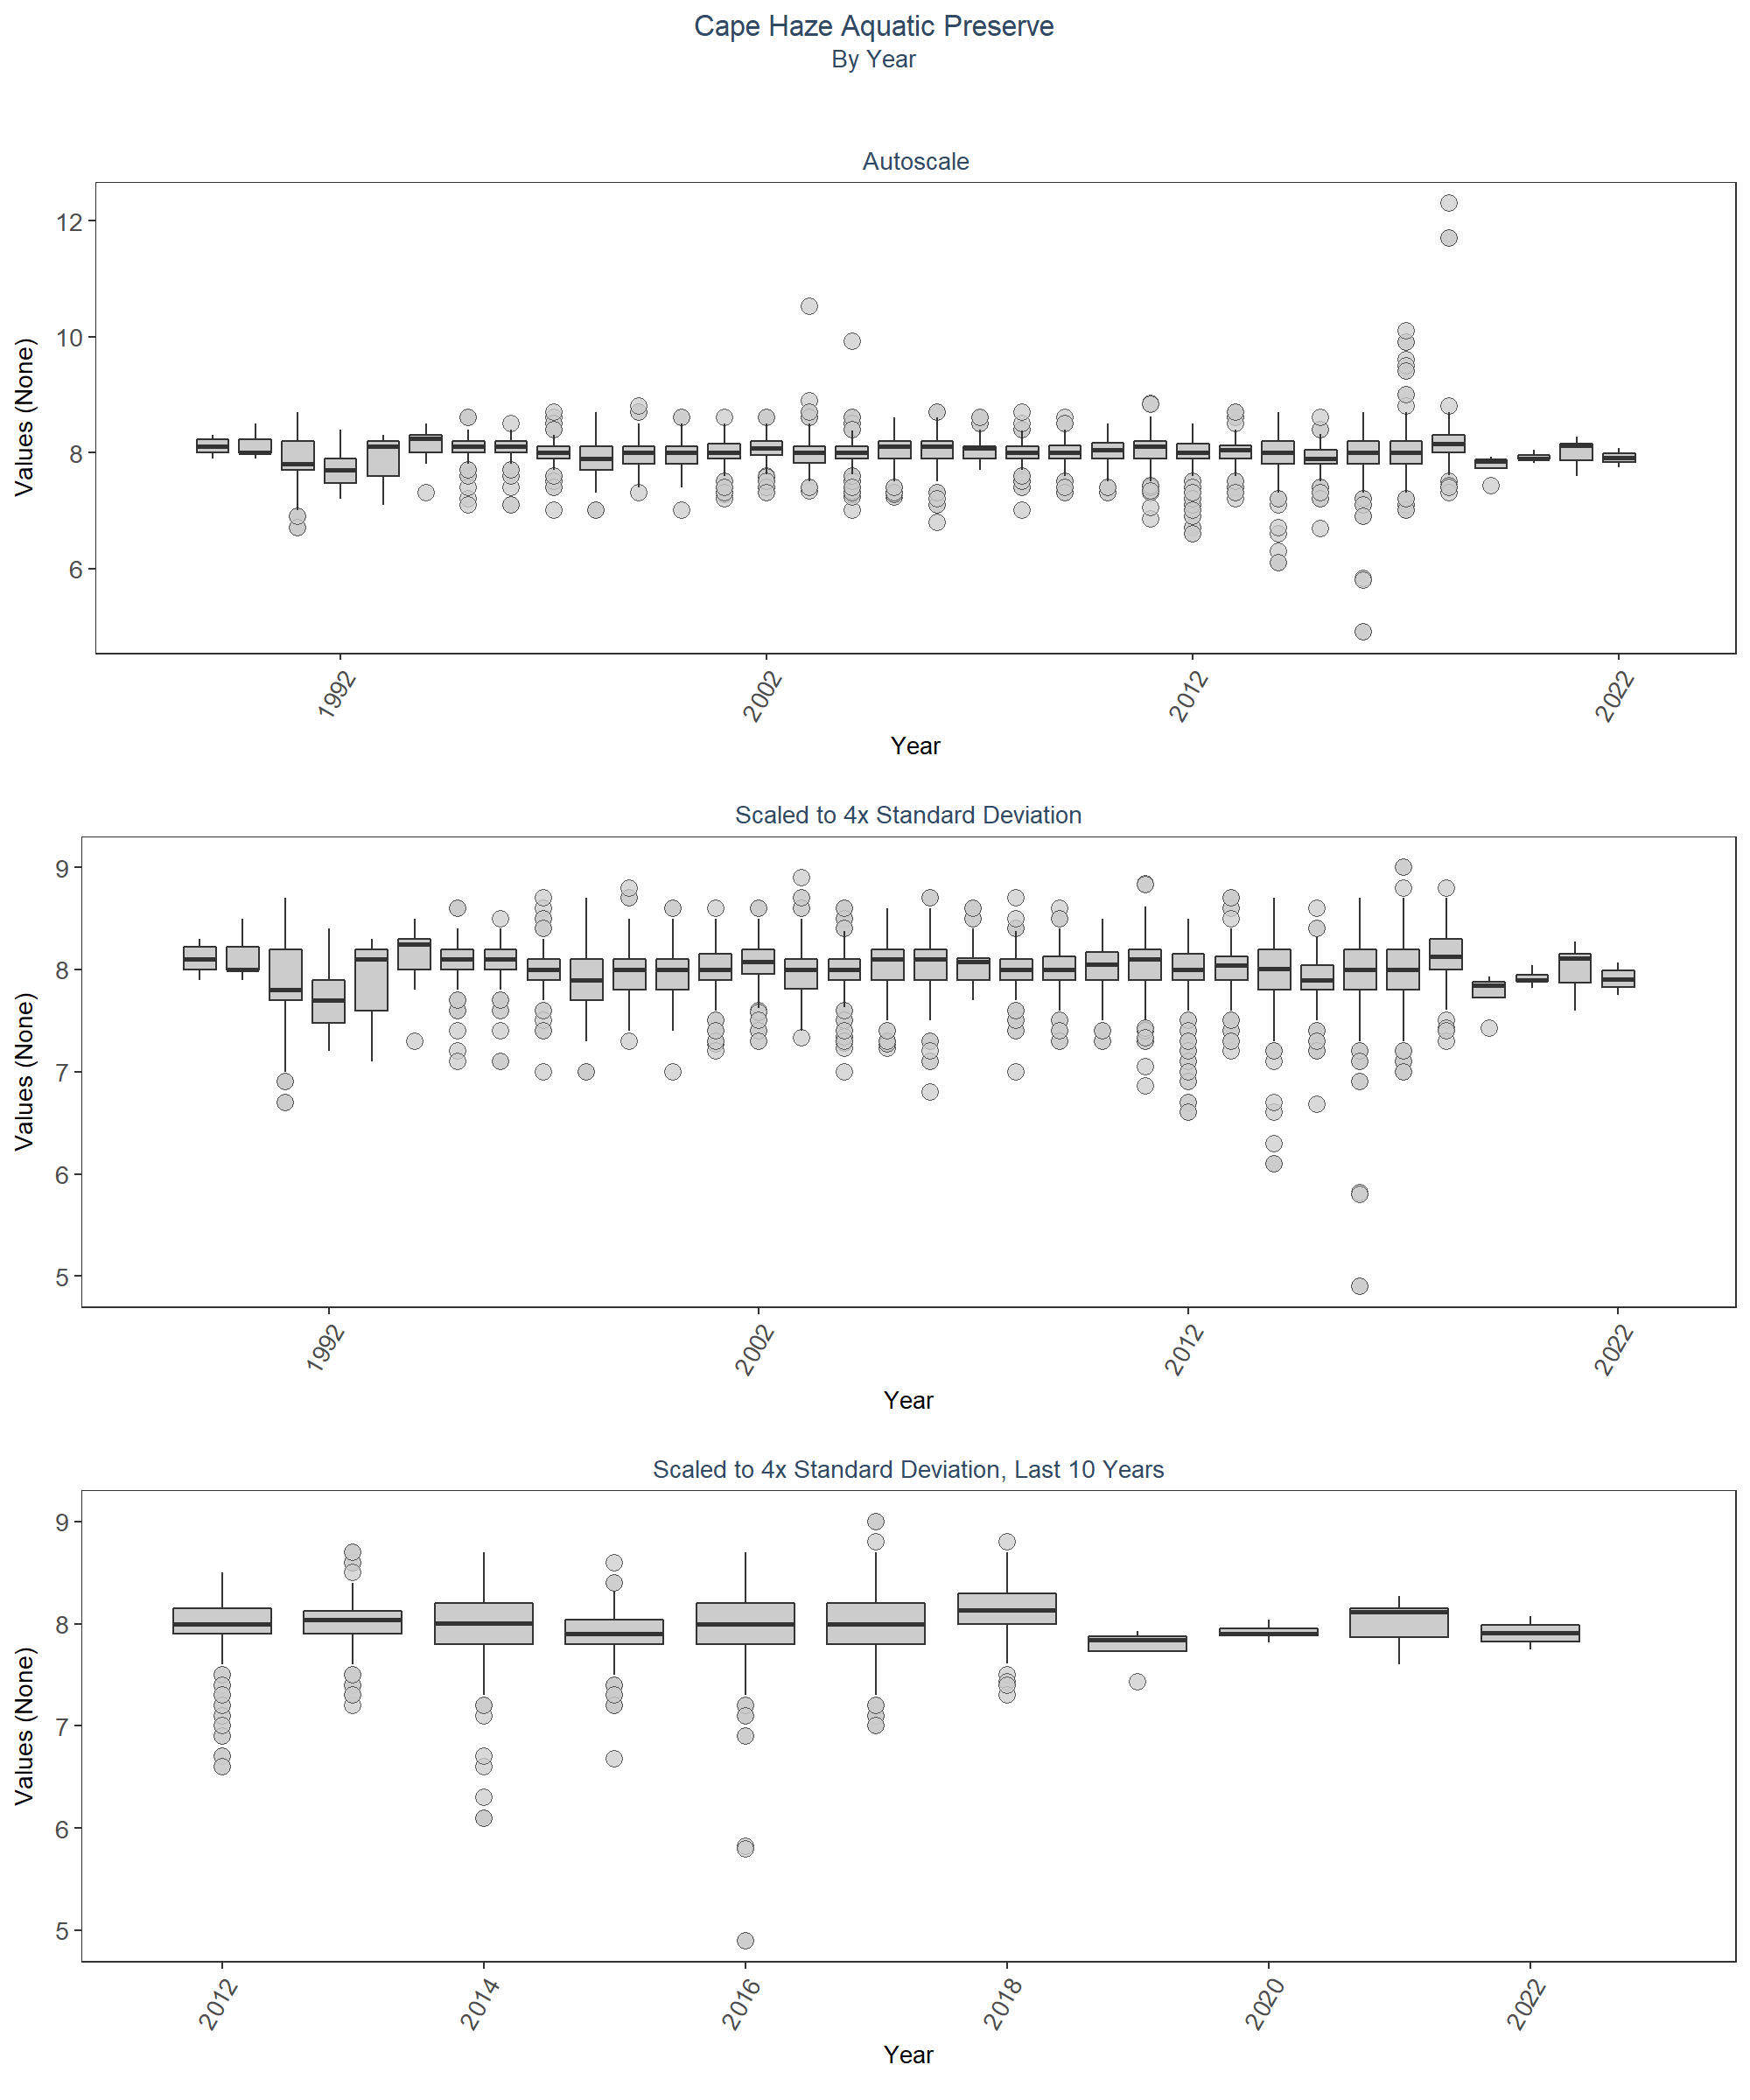 Cape Haze Aquatic Preserve
By Year
Autoscale
Values (None)
12
10
8
6
1992
2002
2012
2022
Year
Scaled to 4x Standard Deviation
Values (None)
9
8
7
6
5
1992
2002
2012
2022
Year
Scaled to 4x Standard Deviation, Last 10 Years
Values (None)
9
8
7
6
5
2012
2014
2016
2018
2020
2022
Year